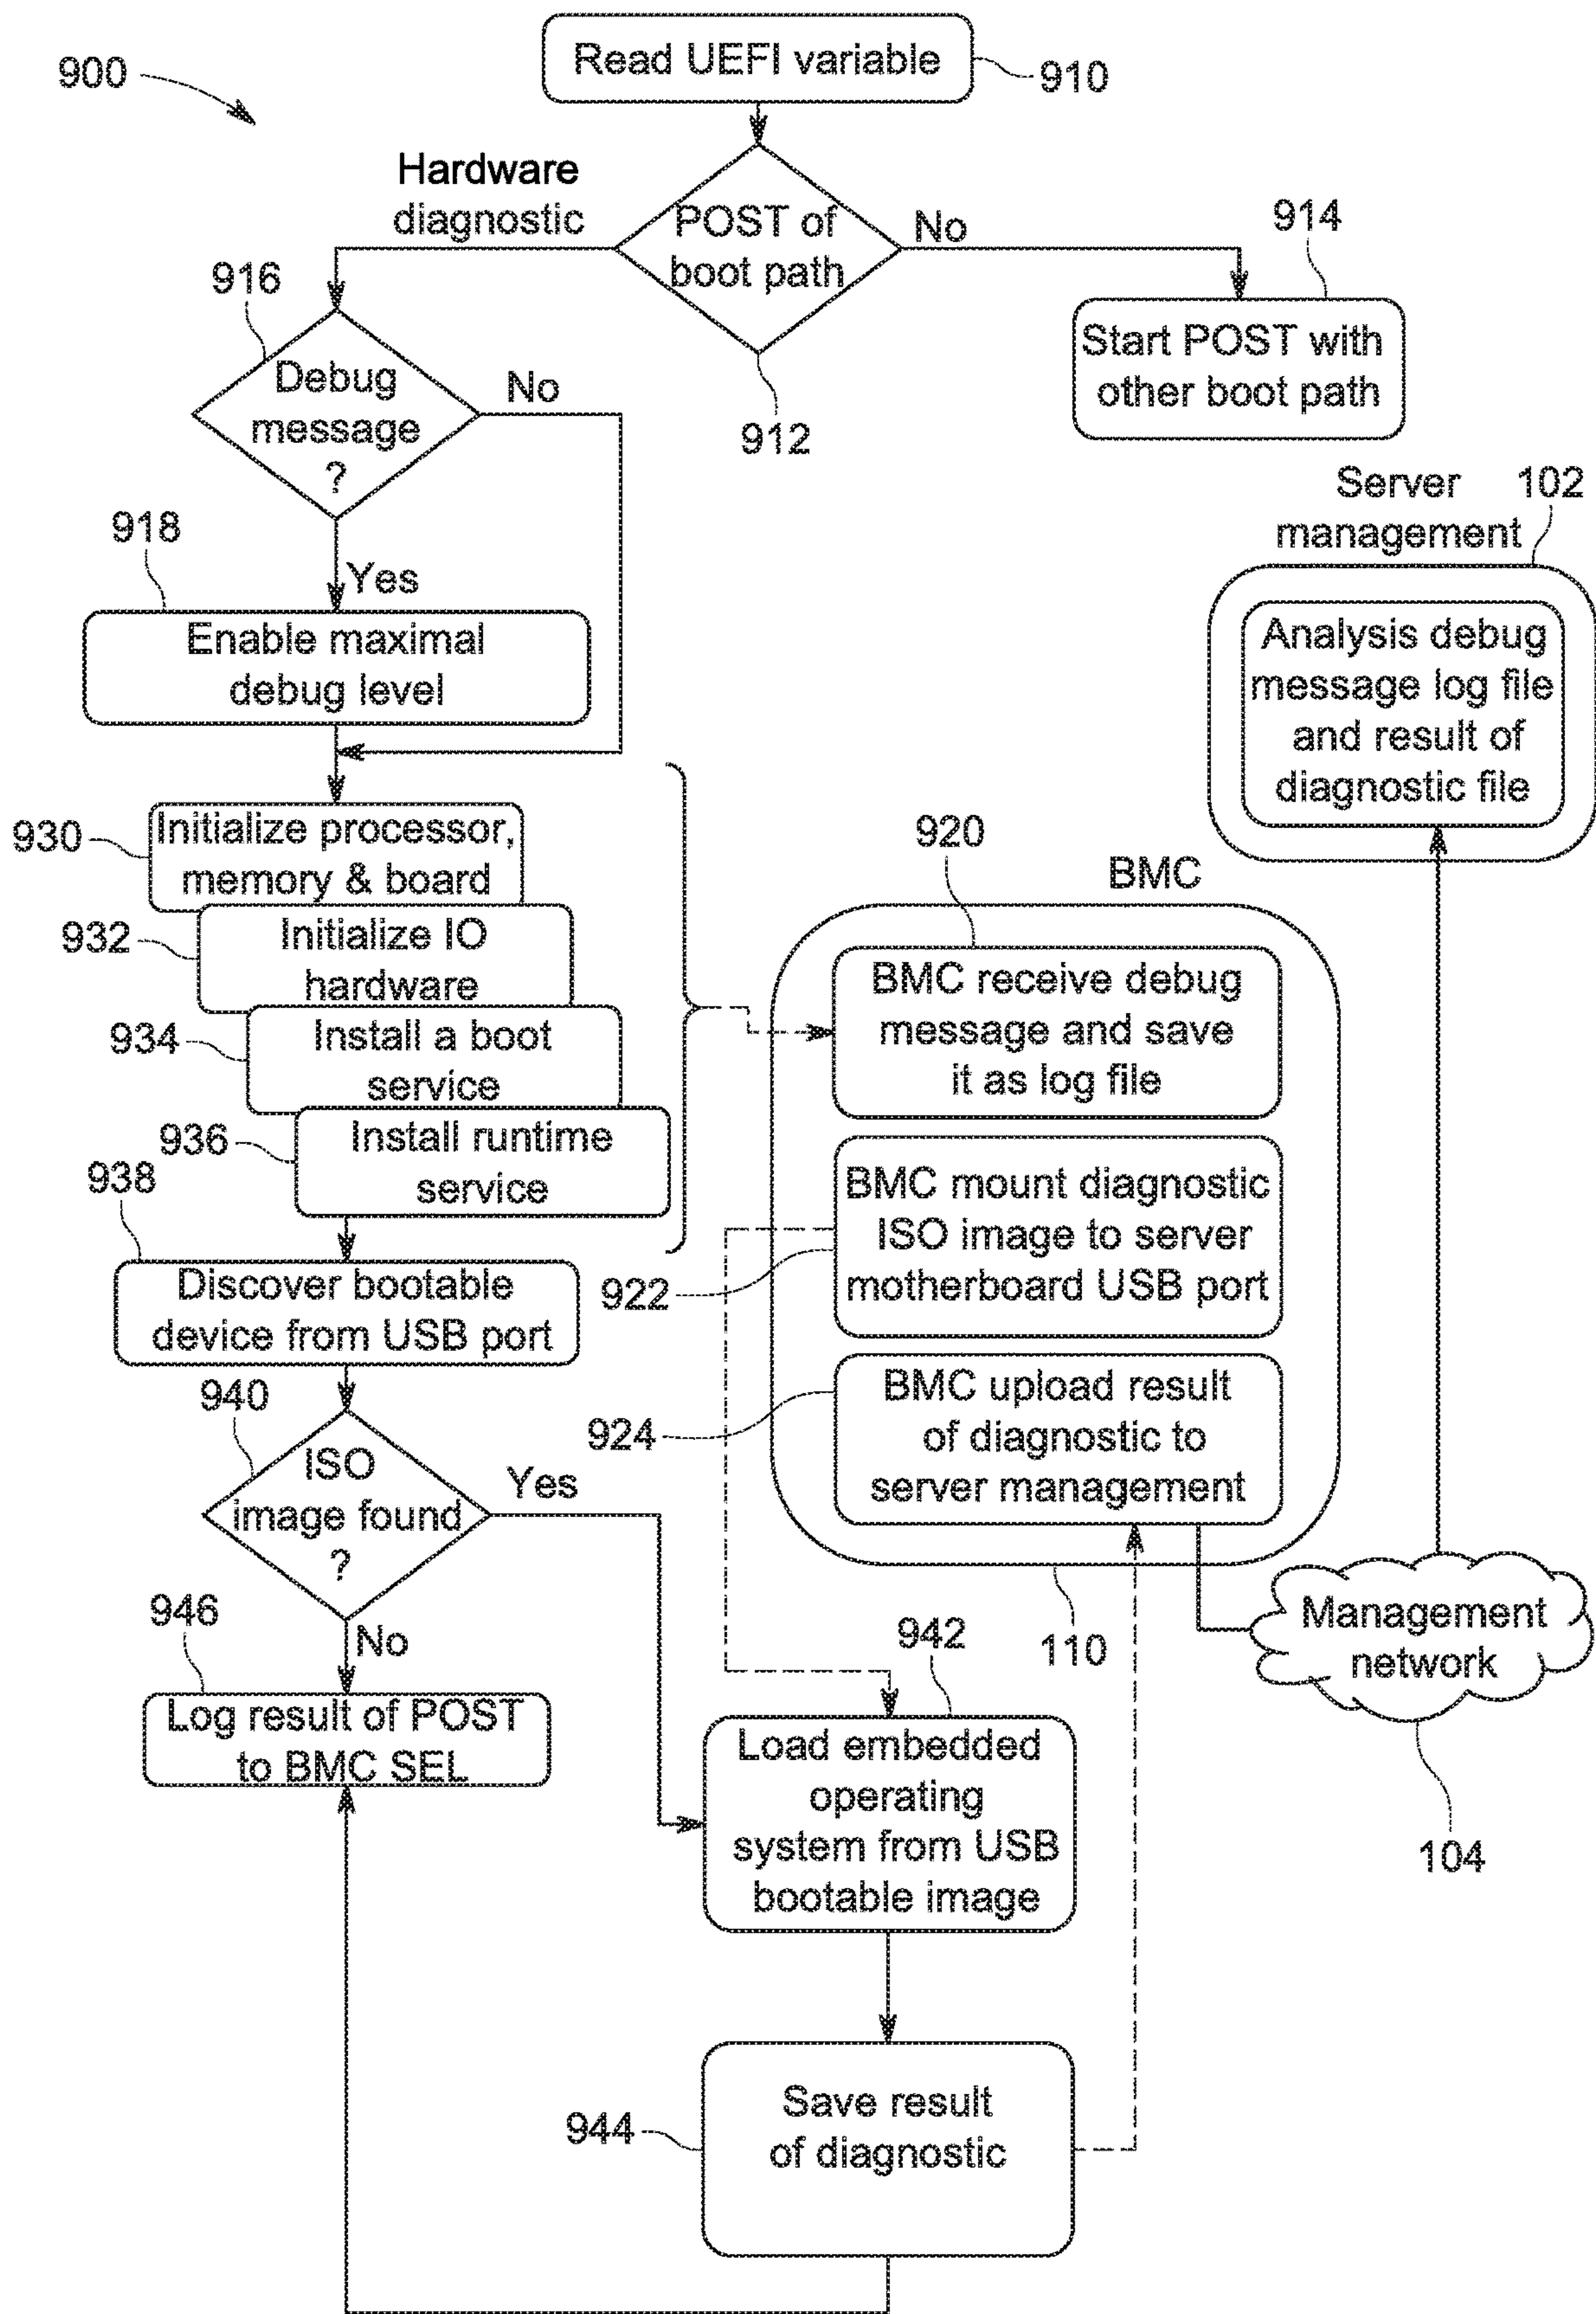 900
Read UEFI variable
910
Hardware
diagnostic
POST of
boot path
No
912
914
Start POST with
other boot path
916
Debug
message
?
No
Yes
918
Enable maximal
debug level
Server
management
102
Analysis debug
message log file
and result of
diagnostic file
930
Initialize processor,
memory & board
932
Initialize IO
hardware
934
Install a boot
service
936
Install runtime
service
938
Discover bootable
device from USB port
920
BMC
BMC receive debug
message and save
it as log file
922
BMC mount diagnostic
ISO image to server
motherboard USB port
924
BMC upload result
of diagnostic to
server management
110
940
ISO
image found
?
Yes
No
946
Log result of POST
to BMC SEL
942
Load embedded
operating
system from USB
bootable image
Management
network
104
944
Save result
of diagnostic